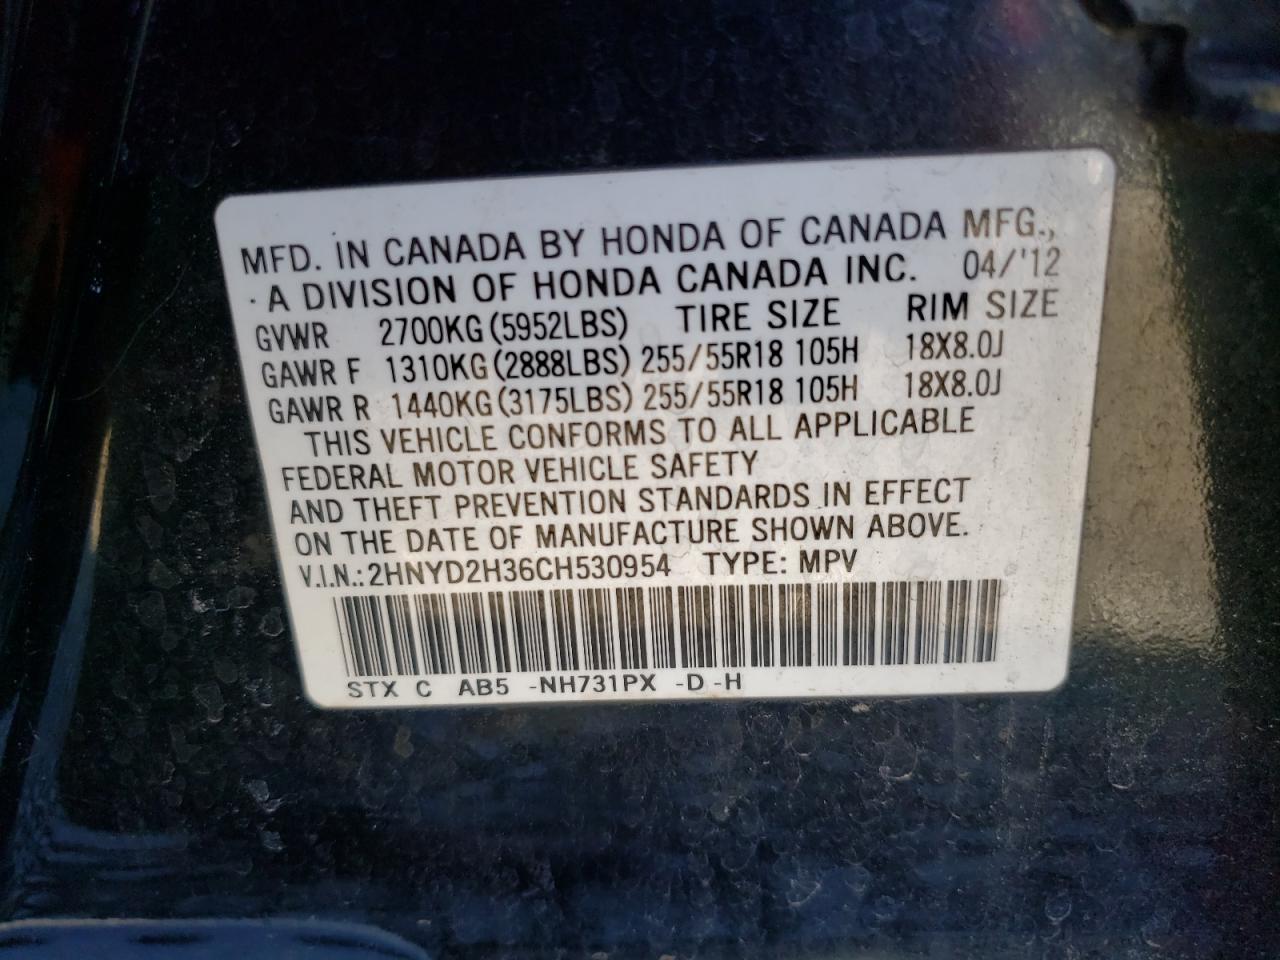 MFD. IN CANADA BY HONDA OF CANADA MFG.,
· A DIVISION OF HONDA CANADA INC. 04/'12
GVWR 2700KG (5952LBS) TIRE SIZE RIM SIZE
GAWR F 1310KG (2888LBS) 255/55R18 105H 18X8.0J
GAWR R 1440KG (3175LBS) 255/55R18 105H 18X8.0J
THIS VEHICLE CONFORMS TO ALL APPLICABLE
FEDERAL MOTOR VEHICLE SAFETY
AND THEFT PREVENTION STANDARDS IN EFFECT
ON THE DATE OF MANUFACTURE SHOWN ABOVE.
V.I.N.: 2HNYD2H36CH530954 TYPE: MPV
STX C AB5 -NH731PX -D -H